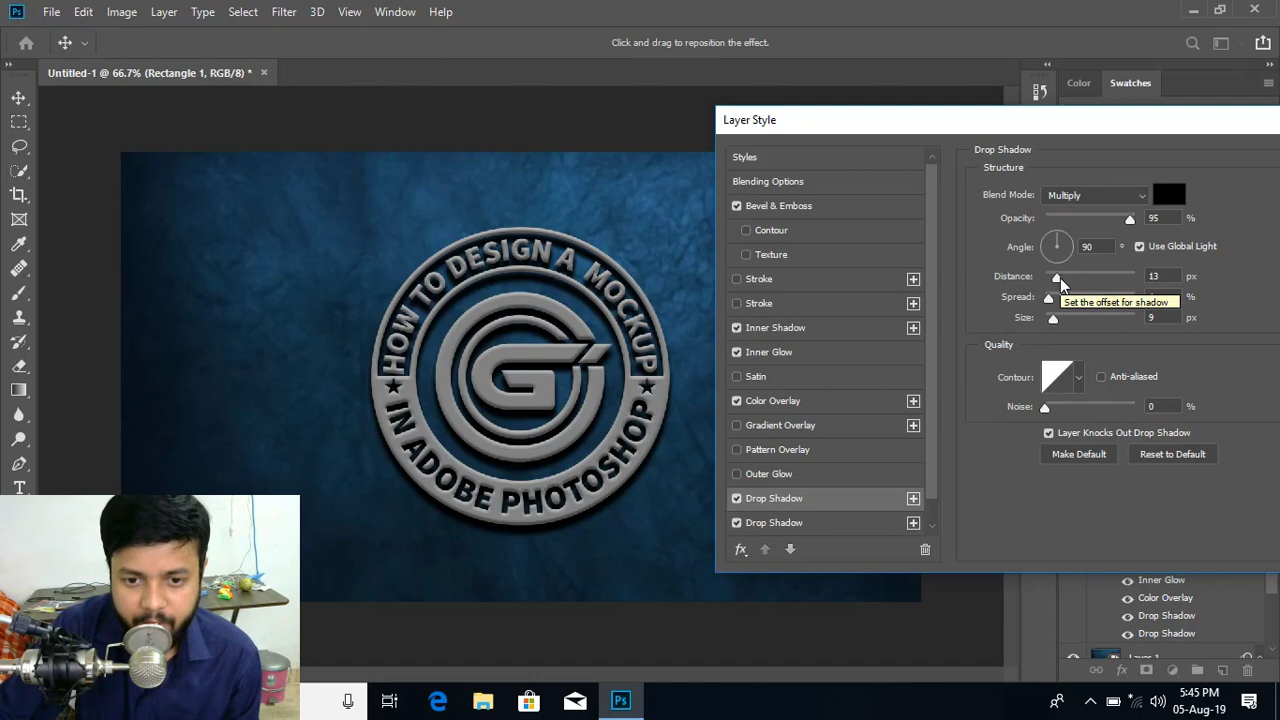 Ps File Edit Image Layer Type Select Filter 3D View Window Help
Click and drag to reposition the effect.
Untitled-1 @ 66.7% (Rectangle 1, RGB/8) * ×
Color Swatches
Layer Style
Styles
Blending Options
Bevel & Emboss
Contour
Texture
Stroke
Stroke
Inner Shadow
Inner Glow
Satin
Color Overlay
Gradient Overlay
Pattern Overlay
Outer Glow
Drop Shadow
Drop Shadow
fx
Drop Shadow
Structure
Blend Mode: Multiply
Opacity: 95 %
Angle: 90 ° Use Global Light
Distance: 13 px
Spread: %
Set the offset for shadow
Size: 9 px
Quality
Contour: Anti-aliased
Noise: 0 %
Layer Knocks Out Drop Shadow
Make Default Reset to Default
HOW TO DESIGN A MOCKUP
G
IN ADOBE PHOTOSHOP
T
Inner Glow
Color Overlay
Drop Shadow
Drop Shadow
Layer 1
fx
Ps
5:45 PM
05-Aug-19